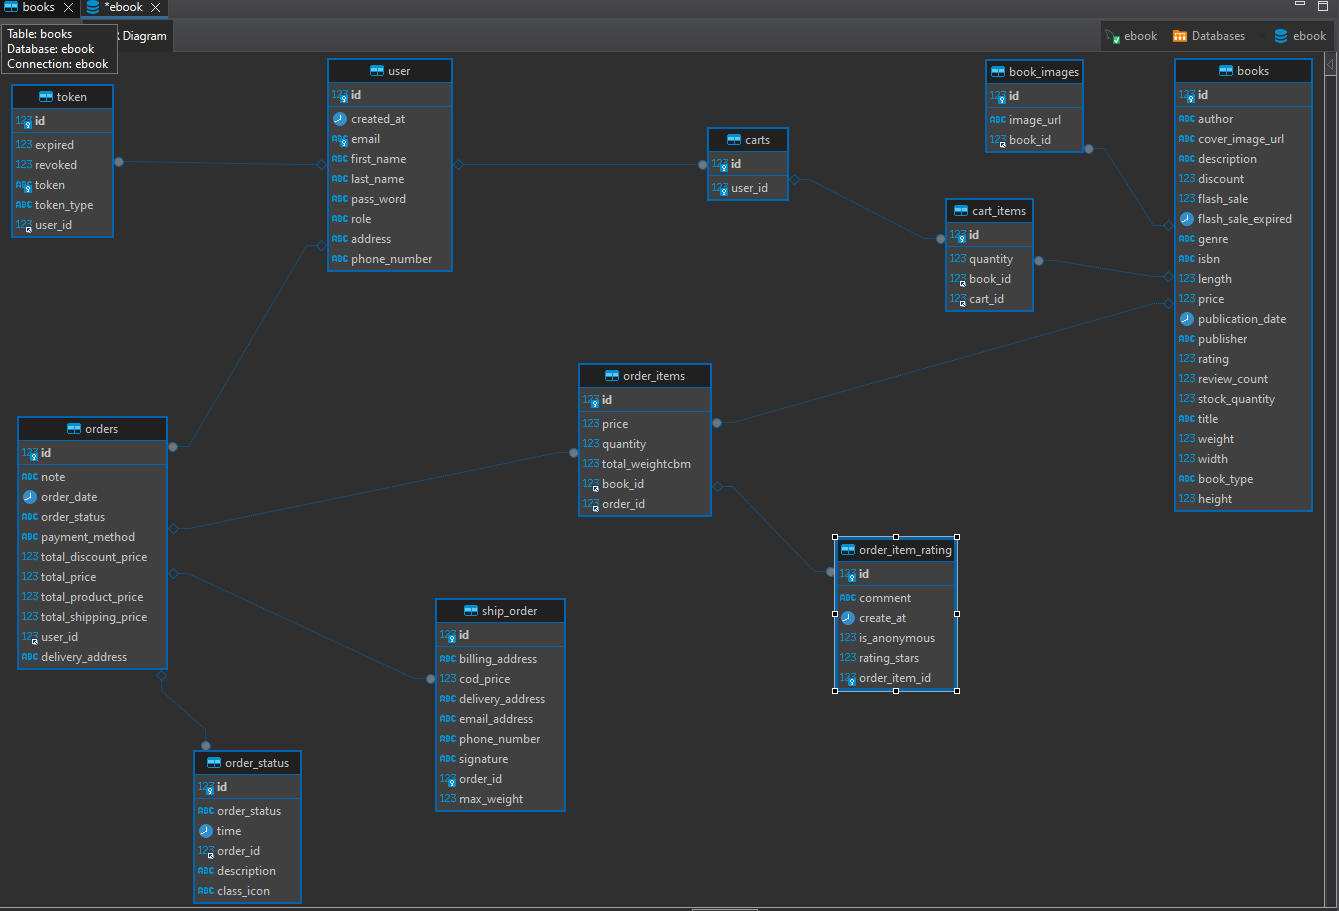 books
*ebook
Table: books
Database: ebook
Connection: ebook
Diagram
ebook
Databases
ebook
token
123 id
123 expired
123 revoked
ABC token
ABC token_type
123 user_id
user
123 id
created_at
ABC email
ABC first_name
ABC last_name
ABC pass_word
ABC role
ABC address
ABC phone_number
carts
123 id
123 user_id
book_images
123 id
ABC image_url
123 book_id
cart_items
123 id
123 quantity
123 book_id
123 cart_id
books
123 id
ABC author
ABC cover_image_url
ABC description
123 discount
123 flash_sale
flash_sale_expired
ABC genre
ABC isbn
123 length
123 price
publication_date
ABC publisher
123 rating
123 review_count
123 stock_quantity
ABC title
123 weight
123 width
ABC book_type
123 height
order_items
123 id
123 price
123 quantity
123 total_weightcbm
123 book_id
123 order_id
orders
123 id
ABC note
order_date
ABC order_status
ABC payment_method
123 total_discount_price
123 total_price
123 total_product_price
123 total_shipping_price
123 user_id
ABC delivery_address
order_item_rating
123 id
ABC comment
create_at
123 is_anonymous
123 rating_stars
123 order_item_id
ship_order
123 id
ABC billing_address
123 cod_price
ABC delivery_address
ABC email_address
ABC phone_number
ABC signature
123 order_id
123 max_weight
order_status
123 id
ABC order_status
time
123 order_id
ABC description
ABC class_icon